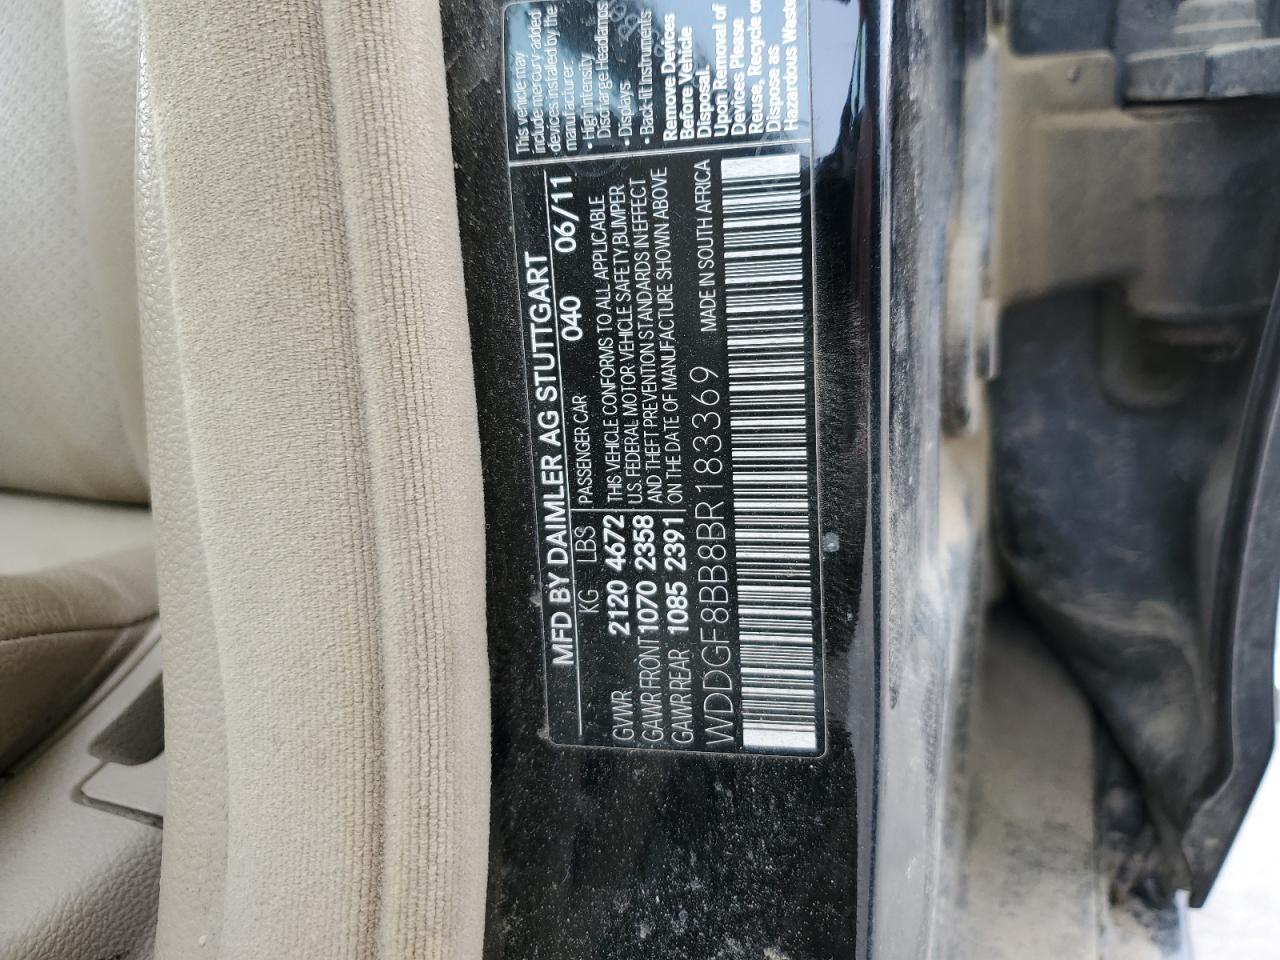 MFD BY DAIMLER AG STUTTGART
040 06/11
KG LBS PASSENGER CAR
GVWR 2120 4672 THIS VEHICLE CONFORMS TO ALL APPLICABLE
GAWR FRONT 1070 2358 U.S. FEDERAL MOTOR VEHICLE SAFETY, BUMPER
GAWR REAR 1085 2391 AND THEFT PREVENTION STANDARDS IN EFFECT
ON THE DATE OF MANUFACTURE SHOWN ABOVE
WDDGF8BB8BR183369 MADE IN SOUTH AFRICA
This vehicle may
include mercury added
devices installed by the
manufacturer
• High Intensity
Discharge Headlamps
• Displays
• Back-lit Instruments
Remove Devices
Before Vehicle
Disposal.
Upon Removal of
Devices Please
Reuse, Recycle or
Dispose as
Hazardous Waste